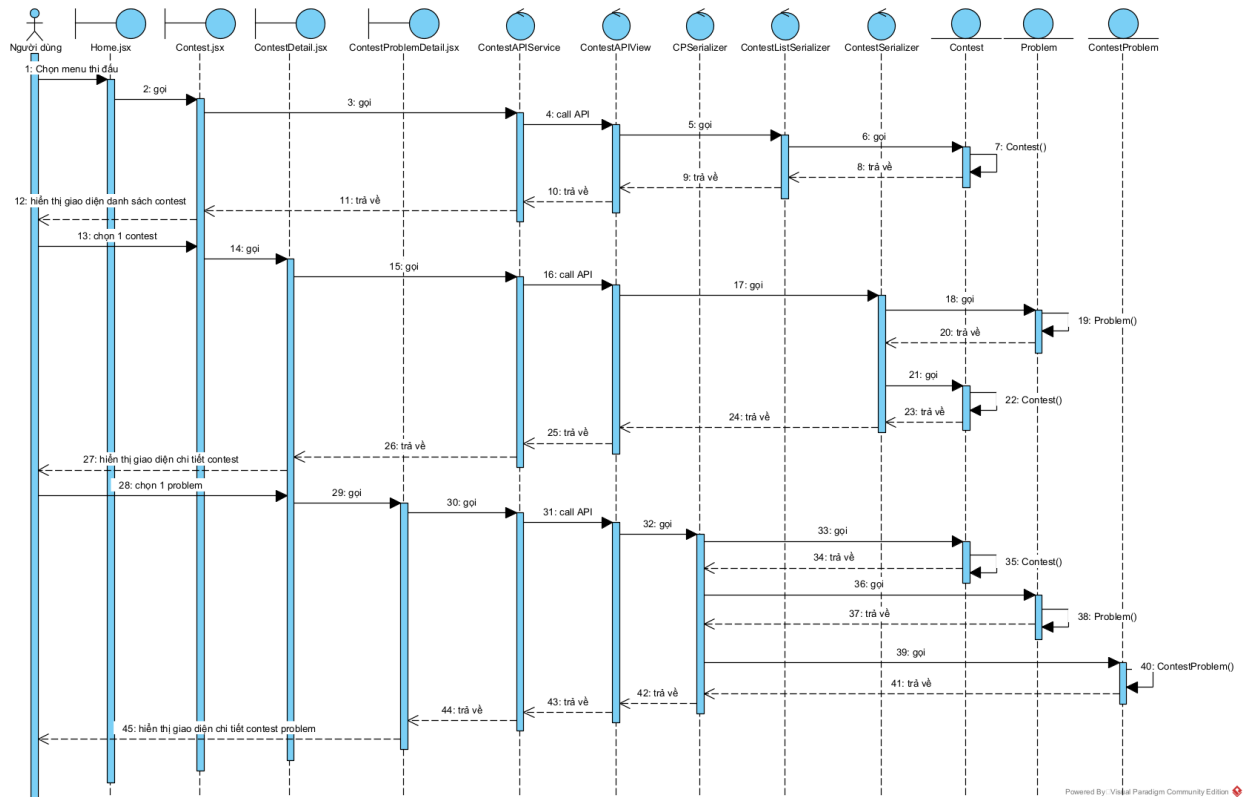 Người dùng
Home.jsx
Contest.jsx
ContestDetail.jsx
ContestProblemDetail.jsx
ContestAPIService
ContestAPIView
CPSerializer
ContestListSerializer
ContestSerializer
Contest
Problem
ContestProblem
1: Chọn menu thi đấu
2: gọi
3: gọi
4: call API
5: gọi
6: gọi
7: Contest()
8: trả về
9: trả về
10: trả về
11: trả về
12: hiển thị giao diện danh sách contest
13: chọn 1 contest
14: gọi
15: gọi
16: call API
17: gọi
18: gọi
19: Problem()
20: trả về
21: gọi
22: Contest()
23: trả về
24: trả về
25: trả về
26: trả về
27: hiển thị giao diện chi tiết contest
28: chọn 1 problem
29: gọi
30: gọi
31: call API
32: gọi
33: gọi
34: trả về
35: Contest()
36: gọi
37: trả về
38: Problem()
39: gọi
40: ContestProblem()
41: trả về
42: trả về
43: trả về
44: trả về
45: hiển thị giao diện chi tiết contest problem
Powered By: Visual Paradigm Community Edition